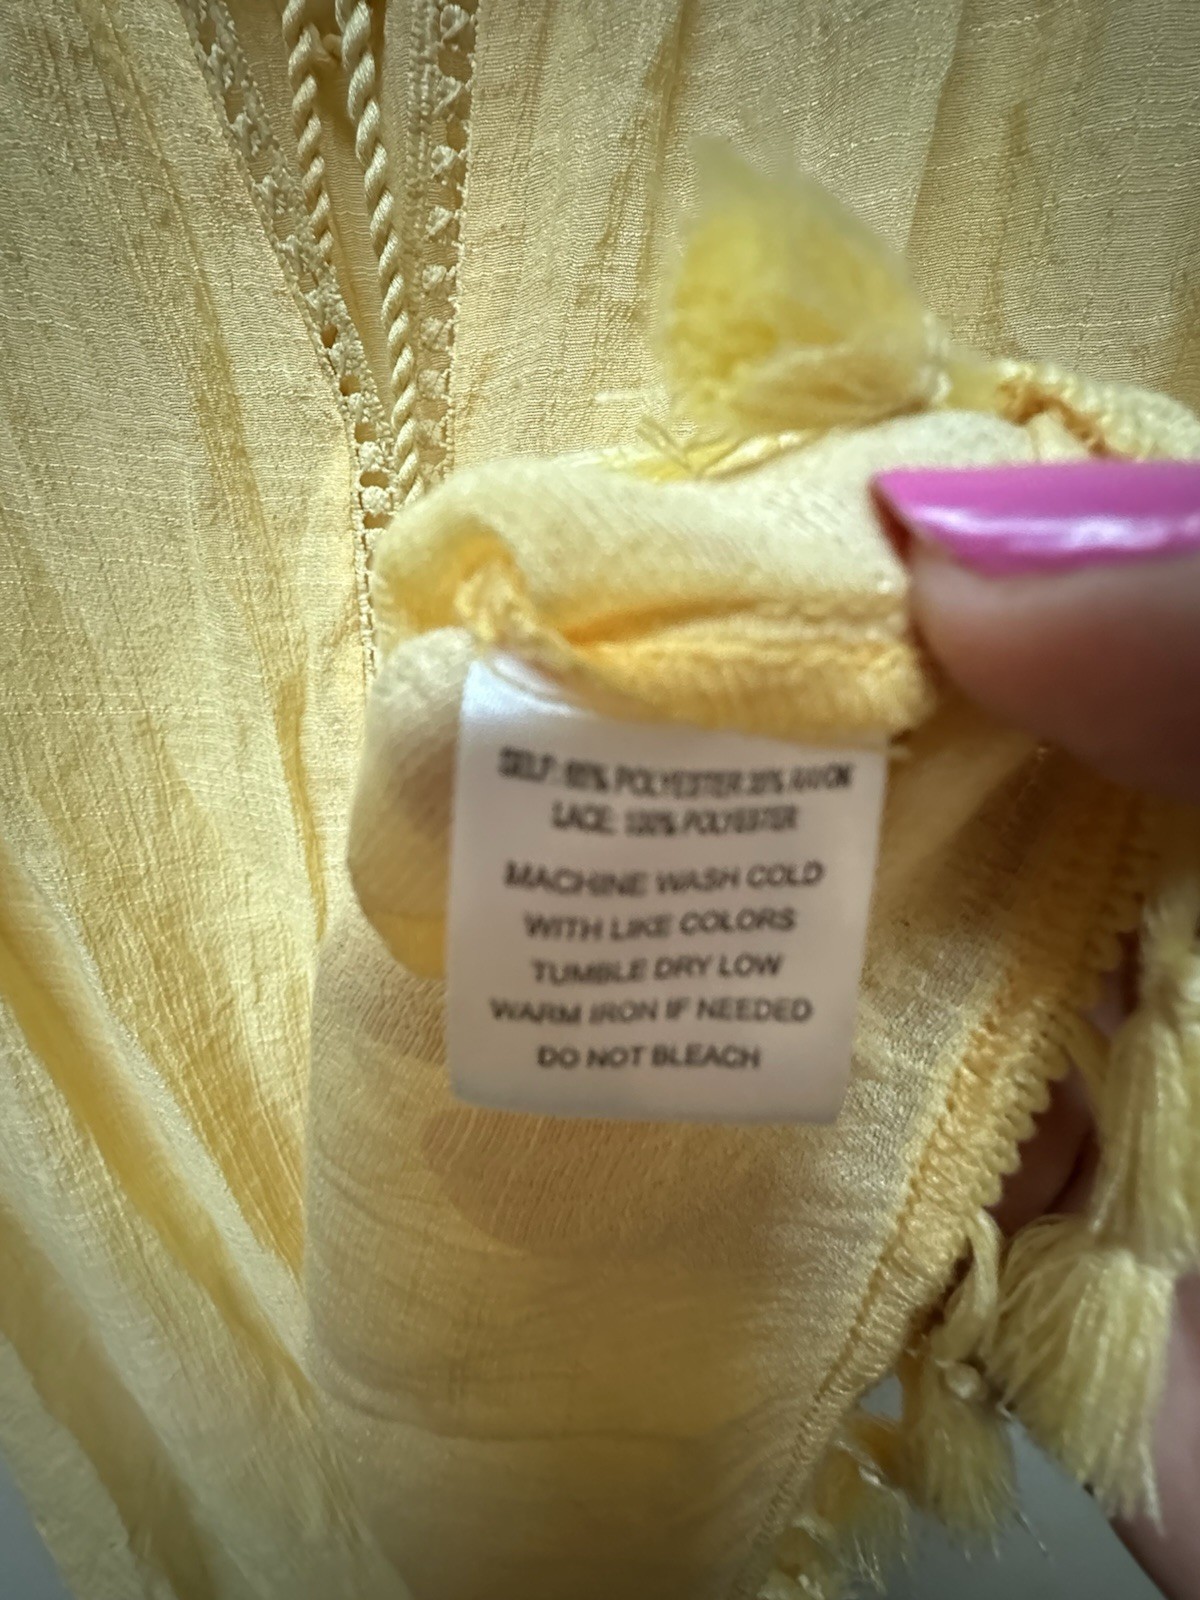 SELF: POLYESTER RAYON
LACE: 100% POLYESTER
MACHINE WASH COLD
WITH LIKE COLORS
TUMBLE DRY LOW
WARM IRON IF NEEDED
DO NOT BLEACH